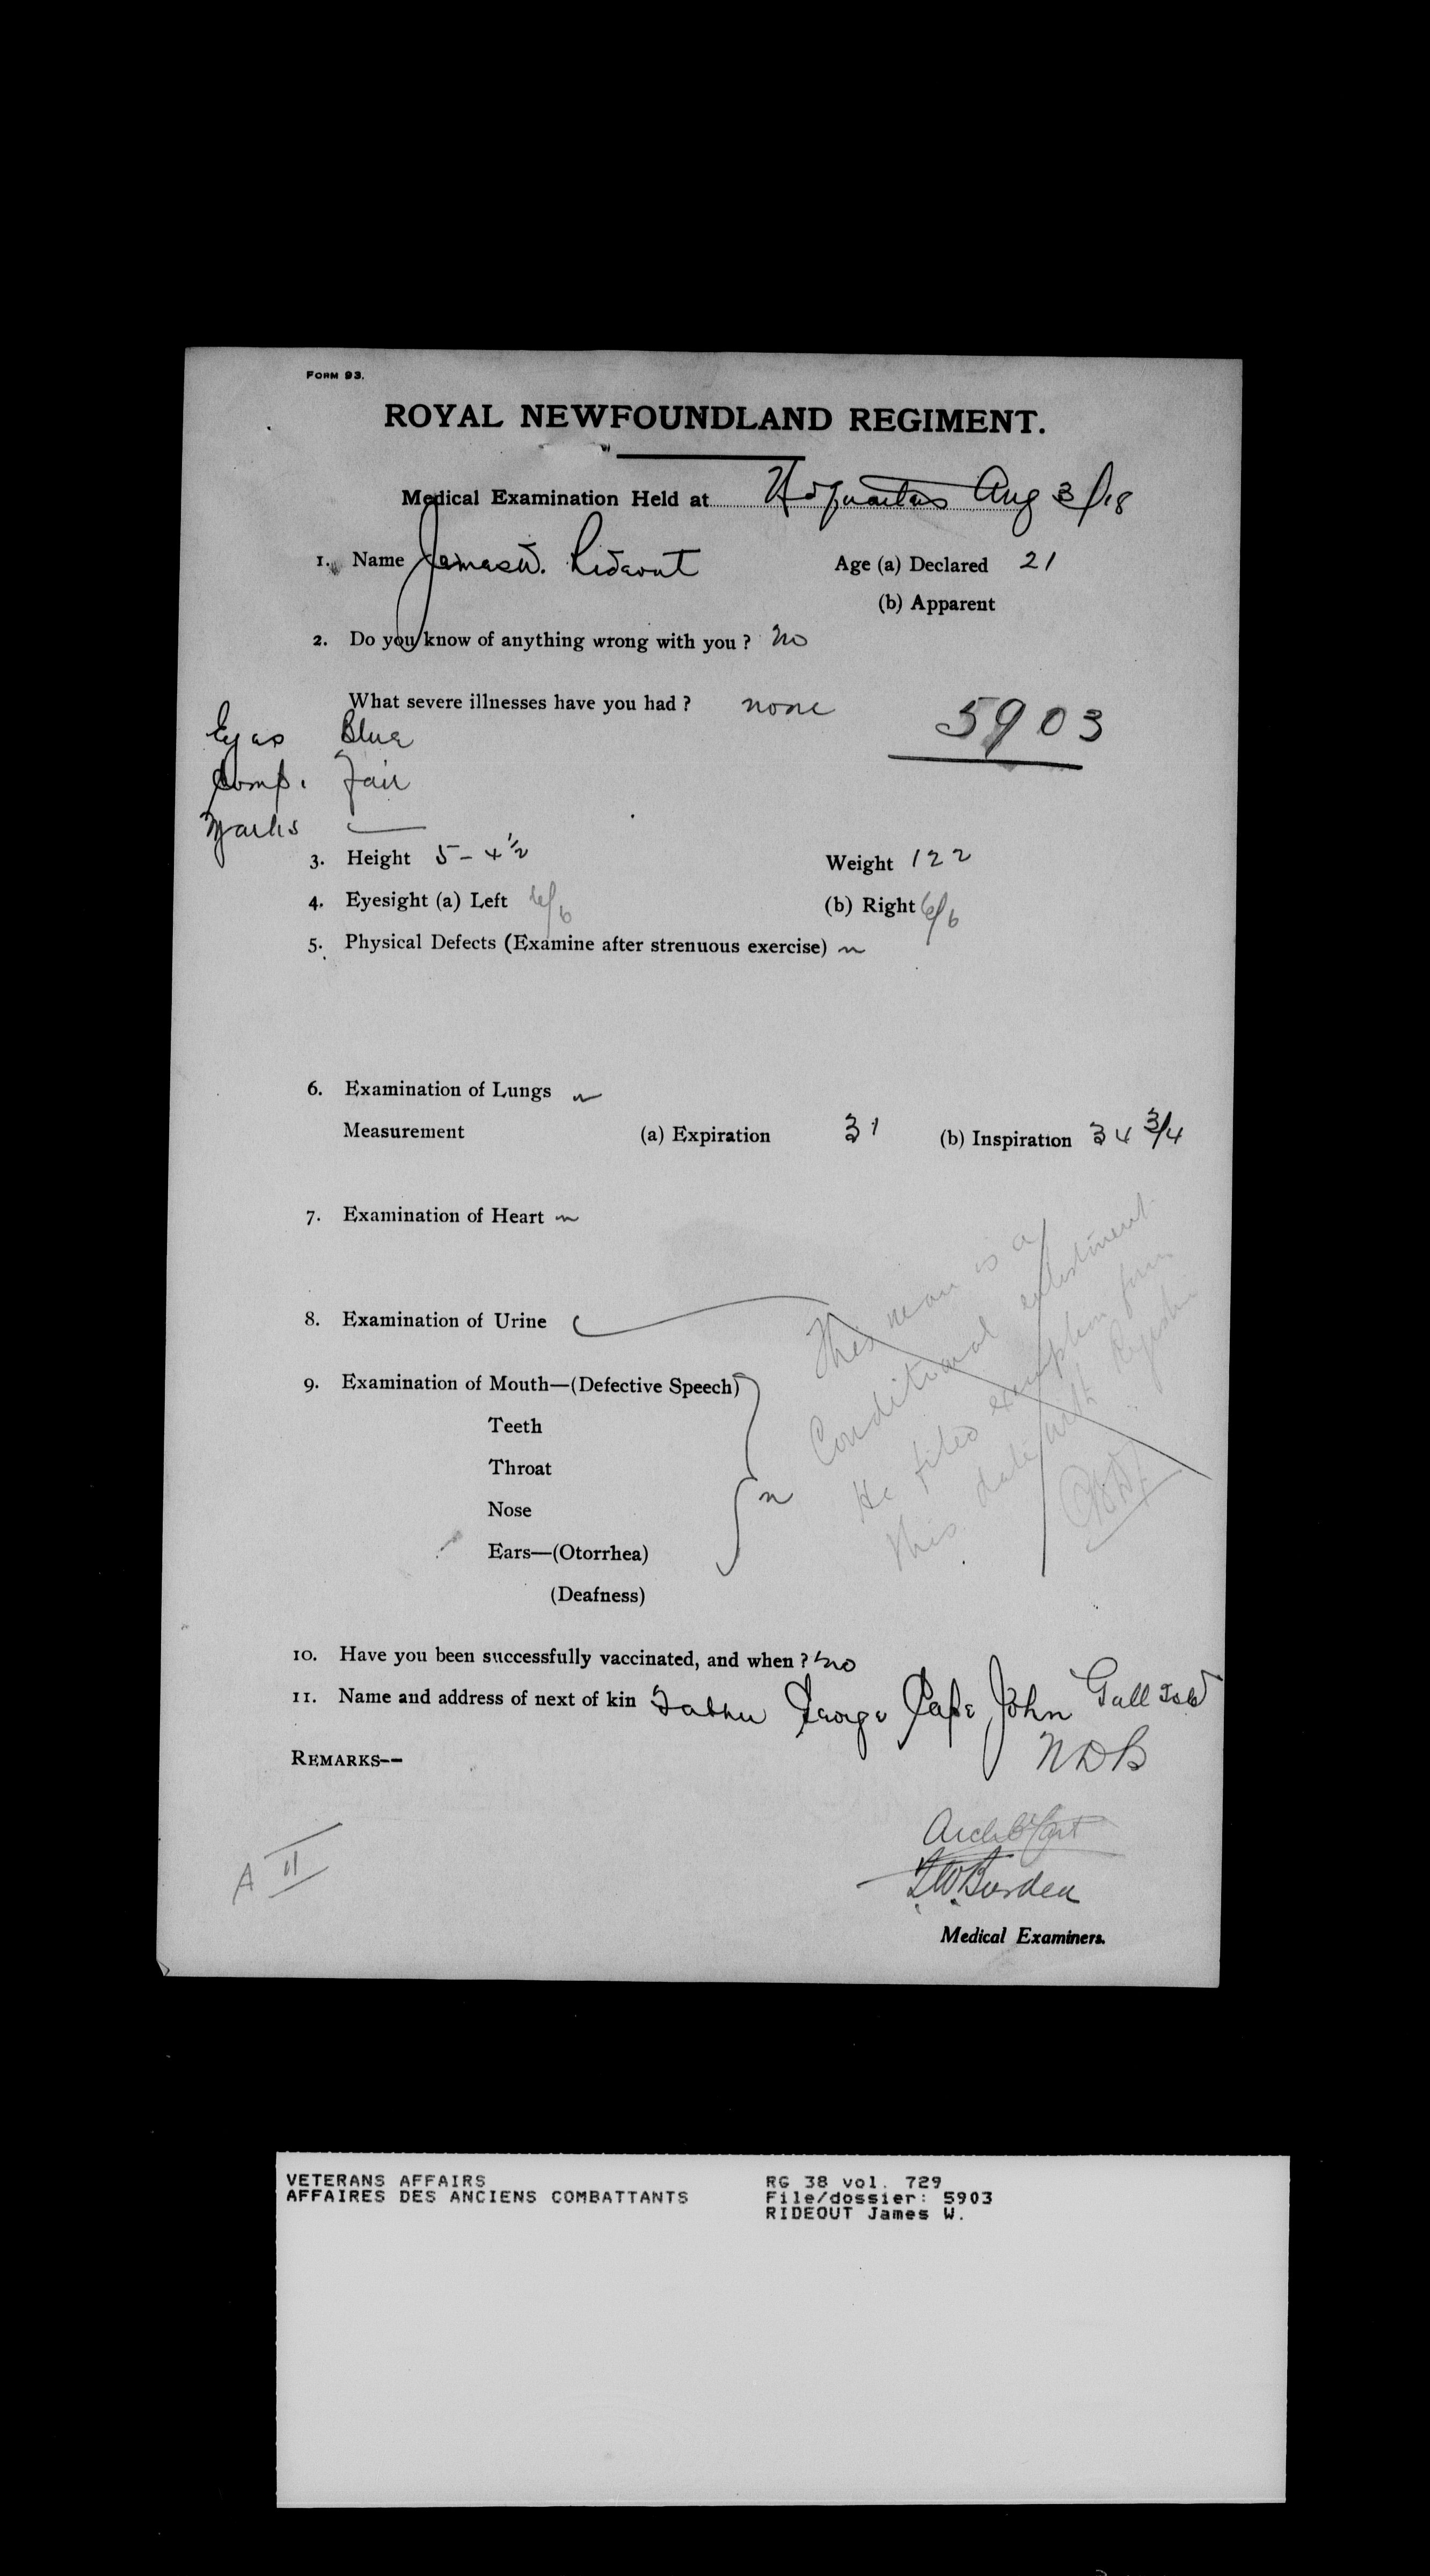 FORM 93.
ROYAL NEWFOUNDLAND REGIMENT.
Medical Examination Held at Hdquarters Aug 3/18
1. Name James W. Rideout Age (a) Declared 21
(b) Apparent
2. Do you know of anything wrong with you? no
What severe illnesses have you had? none
5903
Eyes Blue
Comp. Fair
Marks —
3. Height 5-4½ Weight 122
4. Eyesight (a) Left 6/6 (b) Right 6/6
5. Physical Defects (Examine after strenuous exercise) n
6. Examination of Lungs n
Measurement (a) Expiration 31 (b) Inspiration 34 3/4
7. Examination of Heart n
8. Examination of Urine
9. Examination of Mouth—(Defective Speech)
Teeth
Throat
Nose
Ears—(Otorrhea)
(Deafness)
n
This man is a
Conditional enlistment
He filed exemption form
this date with Registrar
10. Have you been successfully vaccinated, and when? no
11. Name and address of next of kin Father George Cape John Gull Isld
NDB
REMARKS--
A II
Arch C Tait
F.W. Burden
Medical Examiners.
VETERANS AFFAIRS
AFFAIRES DES ANCIENS COMBATTANTS
RG 38 vol. 729
File/dossier: 5903
RIDEOUT James W.